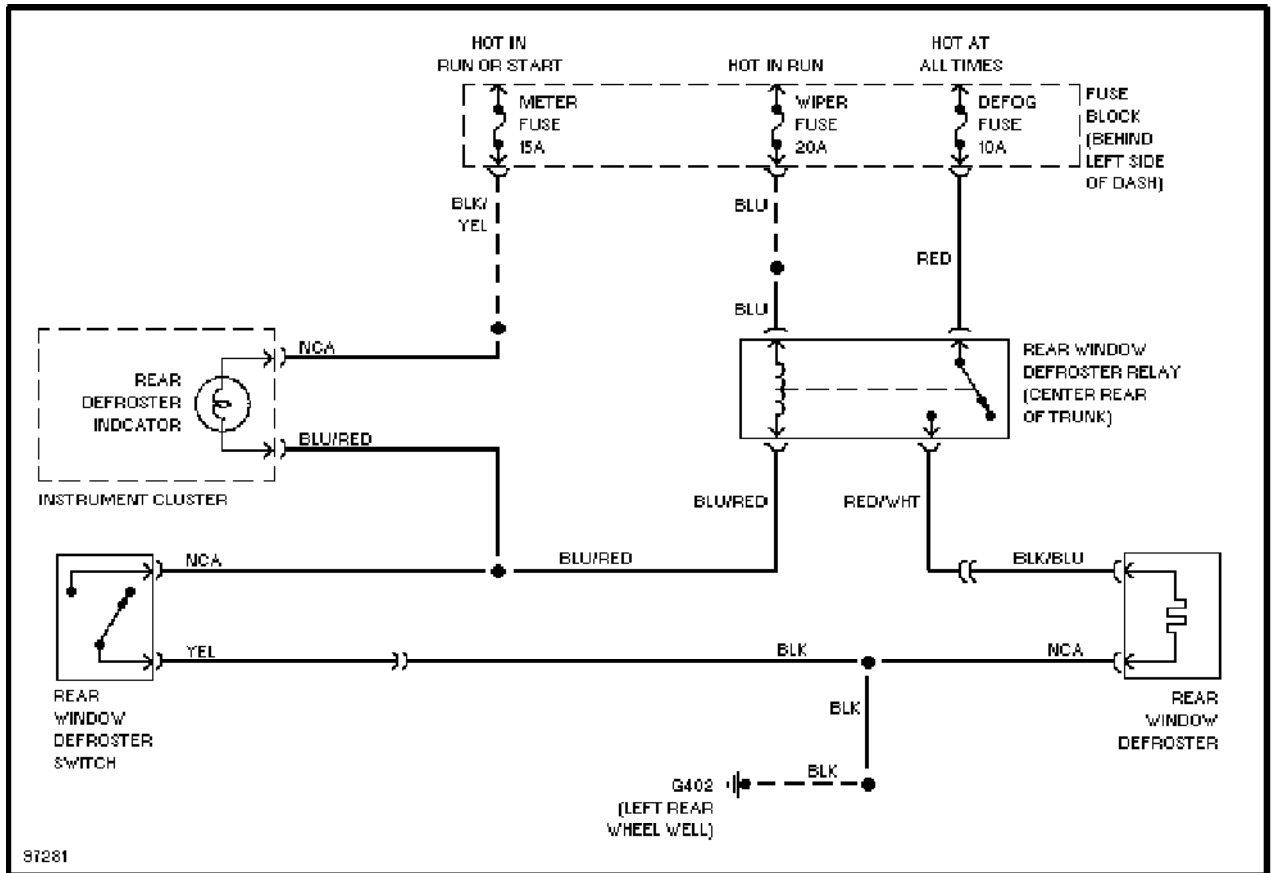 HOT IN
RUN OR START
HOT IN RUN
HOT AT
ALL TIMES
METER
FUSE
15A
WIPER
FUSE
20A
DEFOG
FUSE
10A
FUSE
BLOCK
(BEHIND
LEFT SIDE
OF DASH)
BLK/
YEL
BLU
RED
BLU
NCA
REAR
DEFROSTER
INDCATOR
BLU/RED
INSTRUMENT CLUSTER
REAR WINDOW
DEFROSTER RELAY
(CENTER REAR
OF TRUNK)
BLU/RED
RED/WHT
NCA
BLU/RED
BLK/BLU
YEL
BLK
NCA
REAR
WINDOW
DEFROSTER
SWITCH
BLK
REAR
WINDOW
DEFROSTER
G402
(LEFT REAR
WHEEL WELL)
BLK
97281